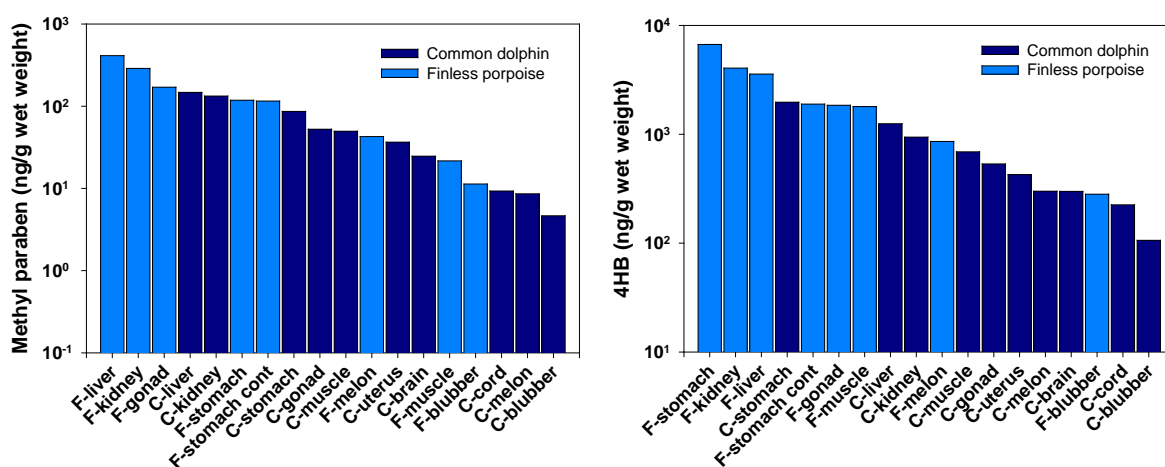 Methyl paraben (ng/g wet weight)
10³
10²
10¹
10⁰
10⁻¹
Common dolphin
Finless porpoise
F-liver
F-kidney
F-gonad
C-liver
C-kidney
F-stomach
F-stomach cont
C-stomach
C-gonad
C-muscle
F-melon
C-uterus
C-brain
F-muscle
F-blubber
C-cord
C-melon
C-blubber
4HB (ng/g wet weight)
10⁴
10³
10²
10¹
Common dolphin
Finless porpoise
F-stomach
F-kidney
F-liver
C-stomach
F-stomach cont
F-gonad
F-muscle
C-liver
C-kidney
F-melon
C-muscle
C-gonad
C-uterus
C-melon
C-brain
F-blubber
C-cord
C-blubber